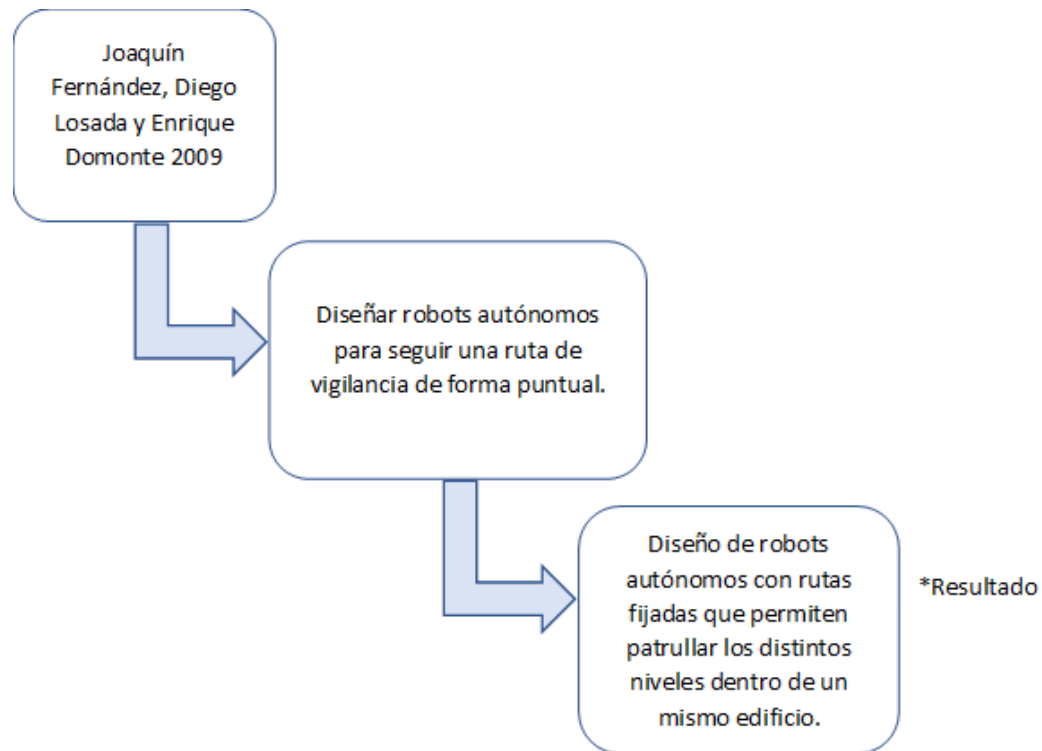 Joaquín
Fernández, Diego
Losada y Enrique
Domonte 2009
Diseñar robots autónomos
para seguir una ruta de
vigilancia de forma puntual.
Diseño de robots
autónomos con rutas
fijadas que permiten
patrullar los distintos
niveles dentro de un
mismo edificio.
*Resultado